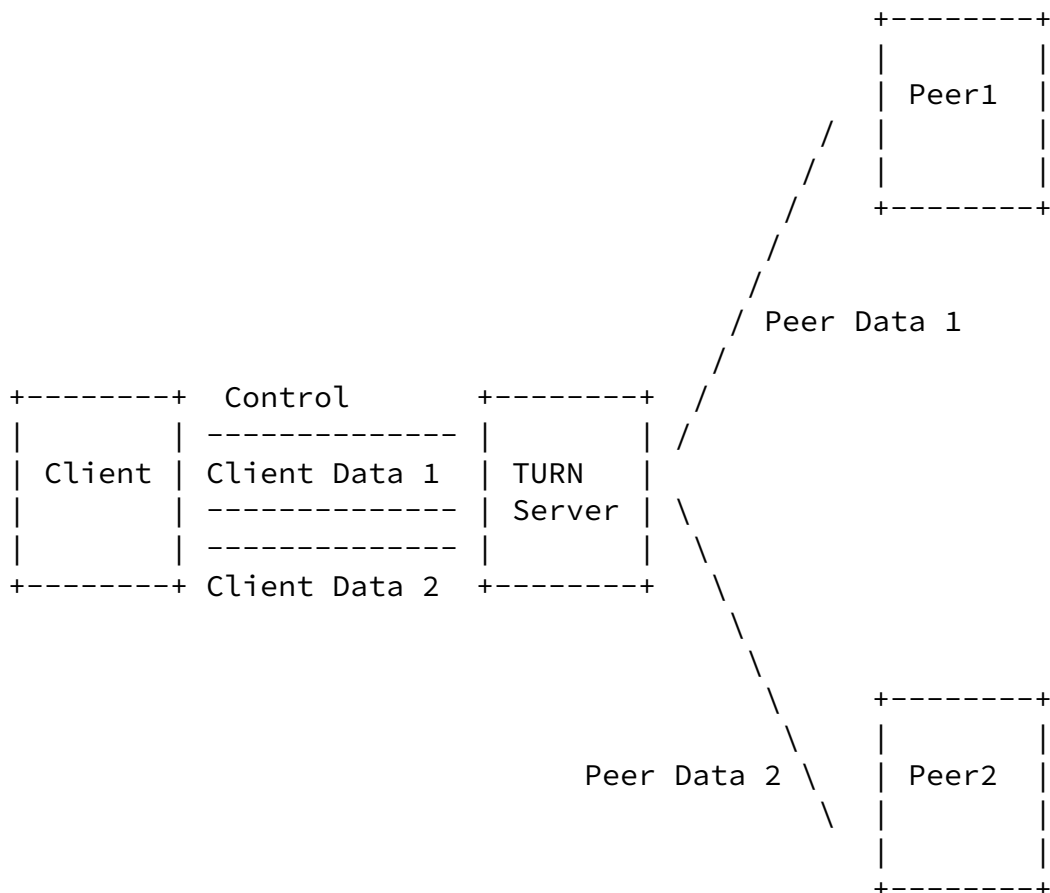 Peer1
Peer Data 1
Control
Client
Client Data 1
TURN
Server
Client Data 2
Peer Data 2
Peer2